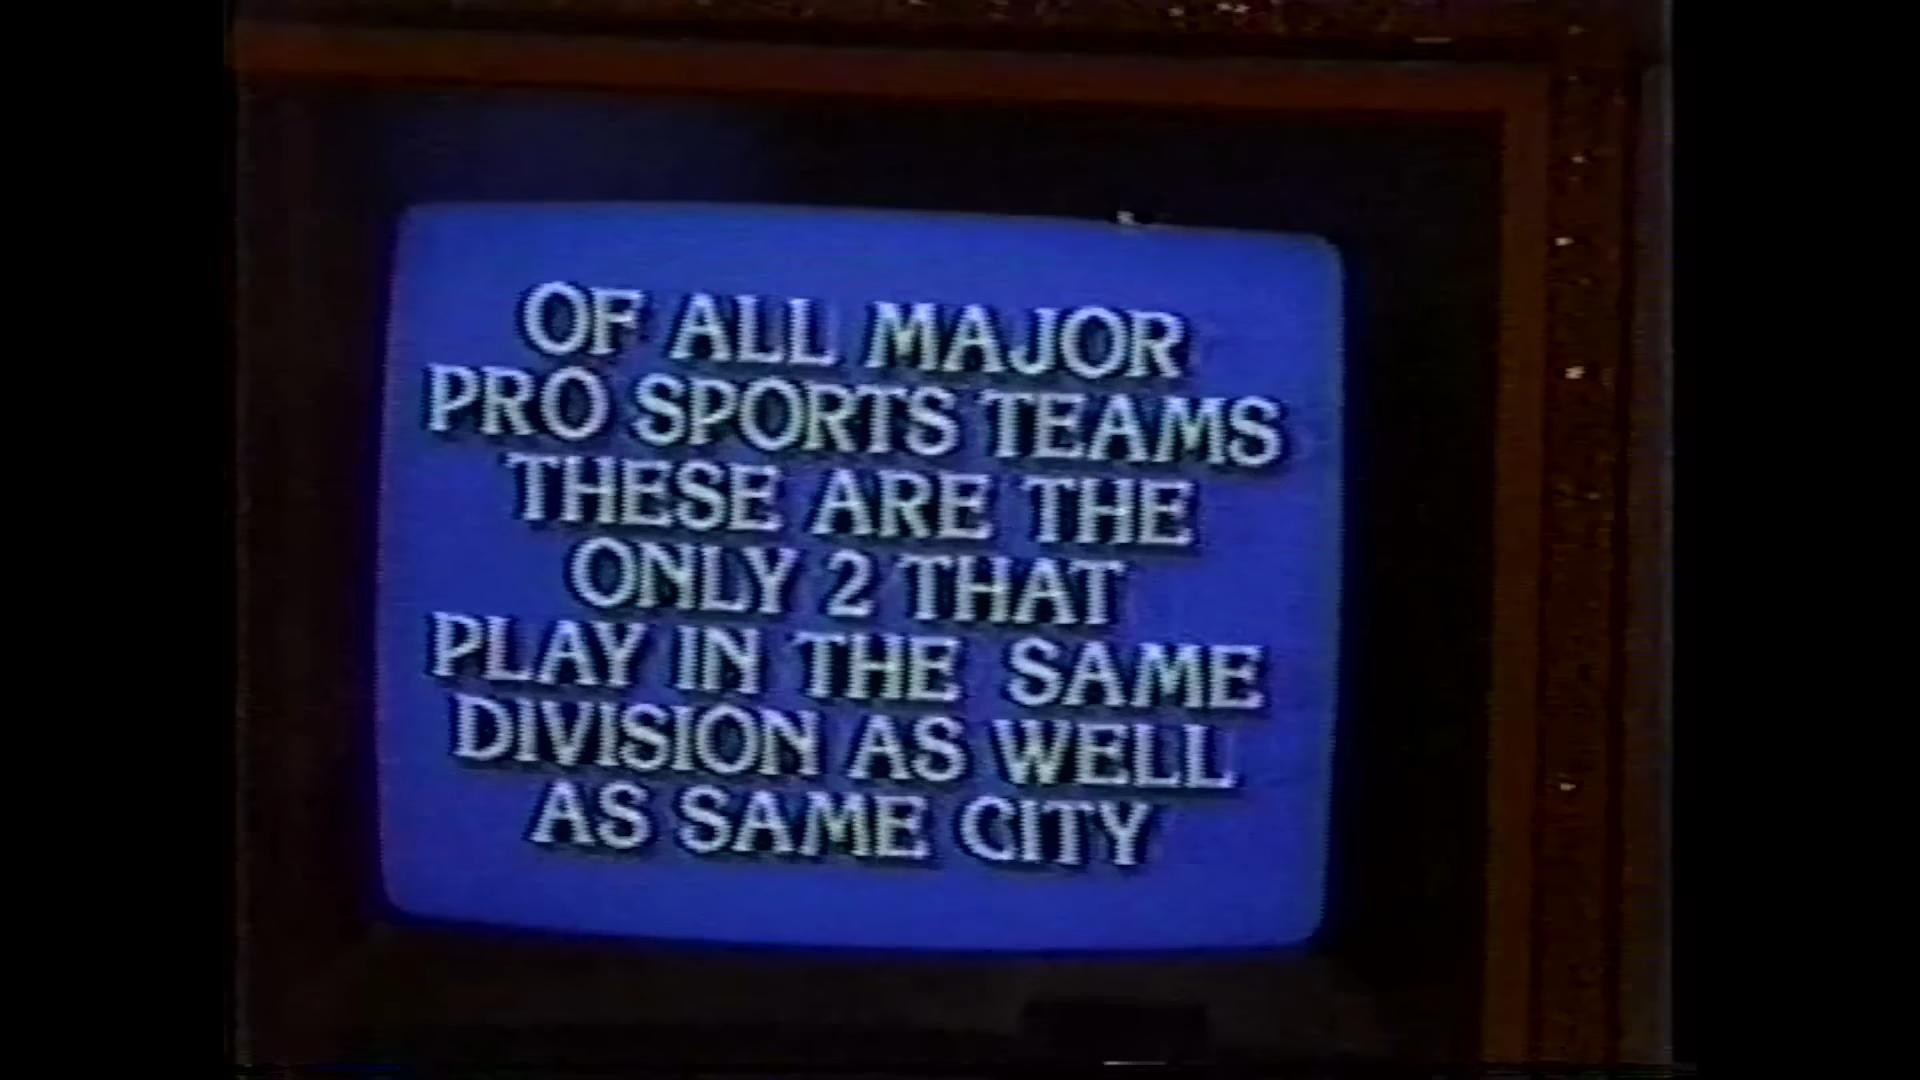 OF ALL MAJOR
PRO SPORTS TEAMS
THESE ARE THE
ONLY 2 THAT
PLAY IN THE SAME
DIVISION AS WELL
AS SAME CITY